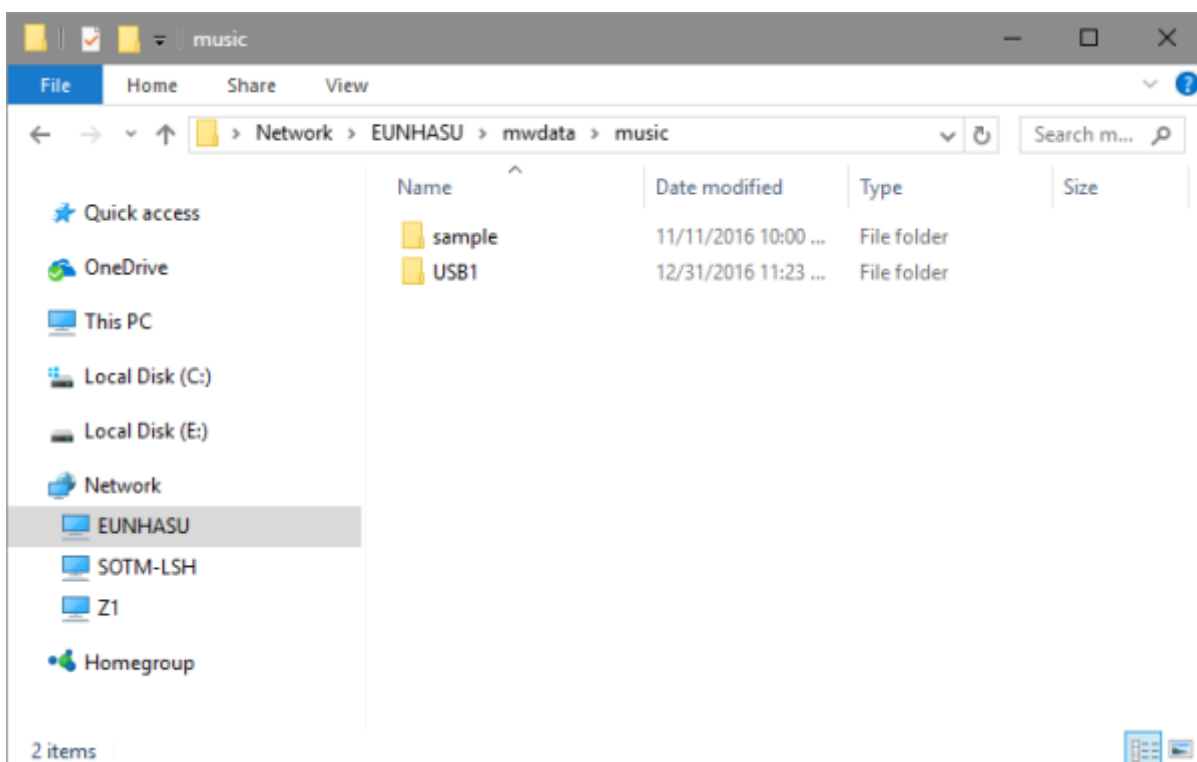 music
File Home Share View
Network > EUNHASU > mwdata > music Search m...
Name Date modified Type Size
Quick access
sample 11/11/2016 10:00 ... File folder
OneDrive
USB1 12/31/2016 11:23 ... File folder
This PC
Local Disk (C:)
Local Disk (E:)
Network
EUNHASU
SOTM-LSH
Z1
Homegroup
2 items